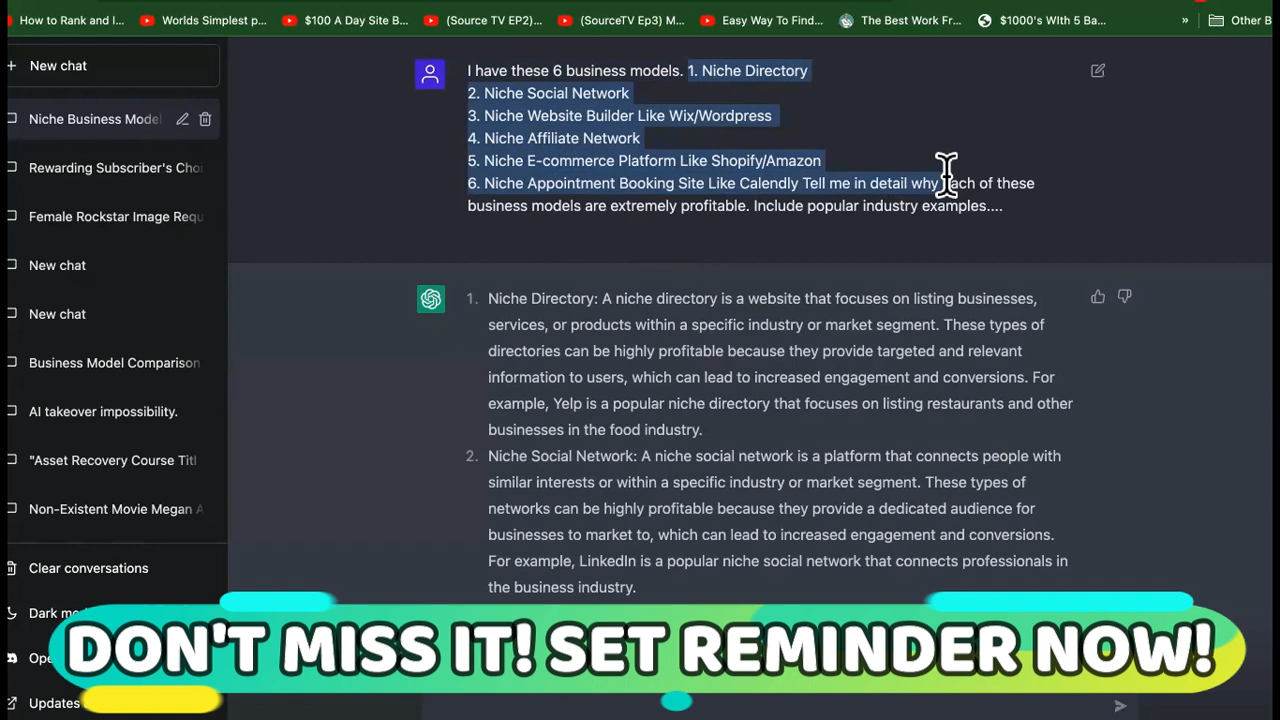 How to Rank and I...
Worlds Simplest p...
$100 A Day Site B...
(Source TV EP2)...
(SourceTv Ep3) M...
Easy Way To Find...
The Best Work Fr...
$1000's WIth 5 Ba...
»
Other B
+ New chat
Niche Business Model
Rewarding Subscriber's Choi
Female Rockstar Image Requ
New chat
New chat
Business Model Comparison
AI takeover impossibility.
"Asset Recovery Course Titl
Non-Existent Movie Megan A
Clear conversations
Dark mo
Ope
Updates
I have these 6 business models. 1. Niche Directory
2. Niche Social Network
3. Niche Website Builder Like Wix/Wordpress
4. Niche Affiliate Network
5. Niche E-commerce Platform Like Shopify/Amazon
6. Niche Appointment Booking Site Like Calendly Tell me in detail why each of these
business models are extremely profitable. Include popular industry examples....
1. Niche Directory: A niche directory is a website that focuses on listing businesses,
services, or products within a specific industry or market segment. These types of
directories can be highly profitable because they provide targeted and relevant
information to users, which can lead to increased engagement and conversions. For
example, Yelp is a popular niche directory that focuses on listing restaurants and other
businesses in the food industry.
2. Niche Social Network: A niche social network is a platform that connects people with
similar interests or within a specific industry or market segment. These types of
networks can be highly profitable because they provide a dedicated audience for
businesses to market to, which can lead to increased engagement and conversions.
For example, LinkedIn is a popular niche social network that connects professionals in
the business industry.
DON'T MISS IT! SET REMINDER NOW!